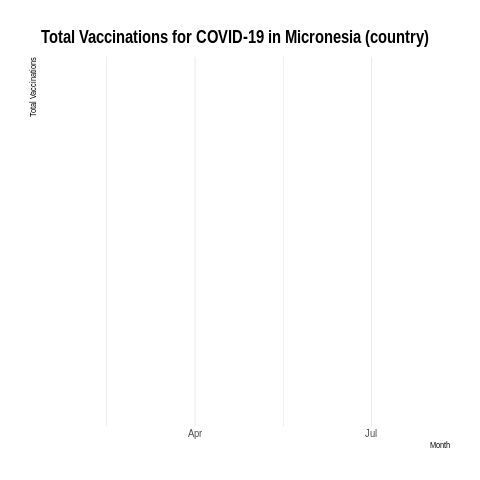 Total Vaccinations for COVID-19 in Micronesia (country)
Total Vaccinations
Apr
Jul
Month